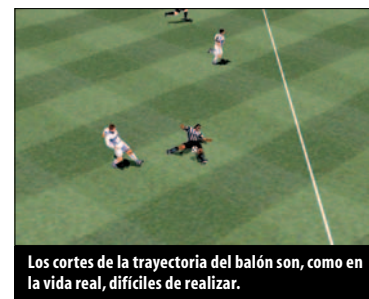 Los cortes de la trayectoria del balón son, como en
la vida real, difíciles de realizar.